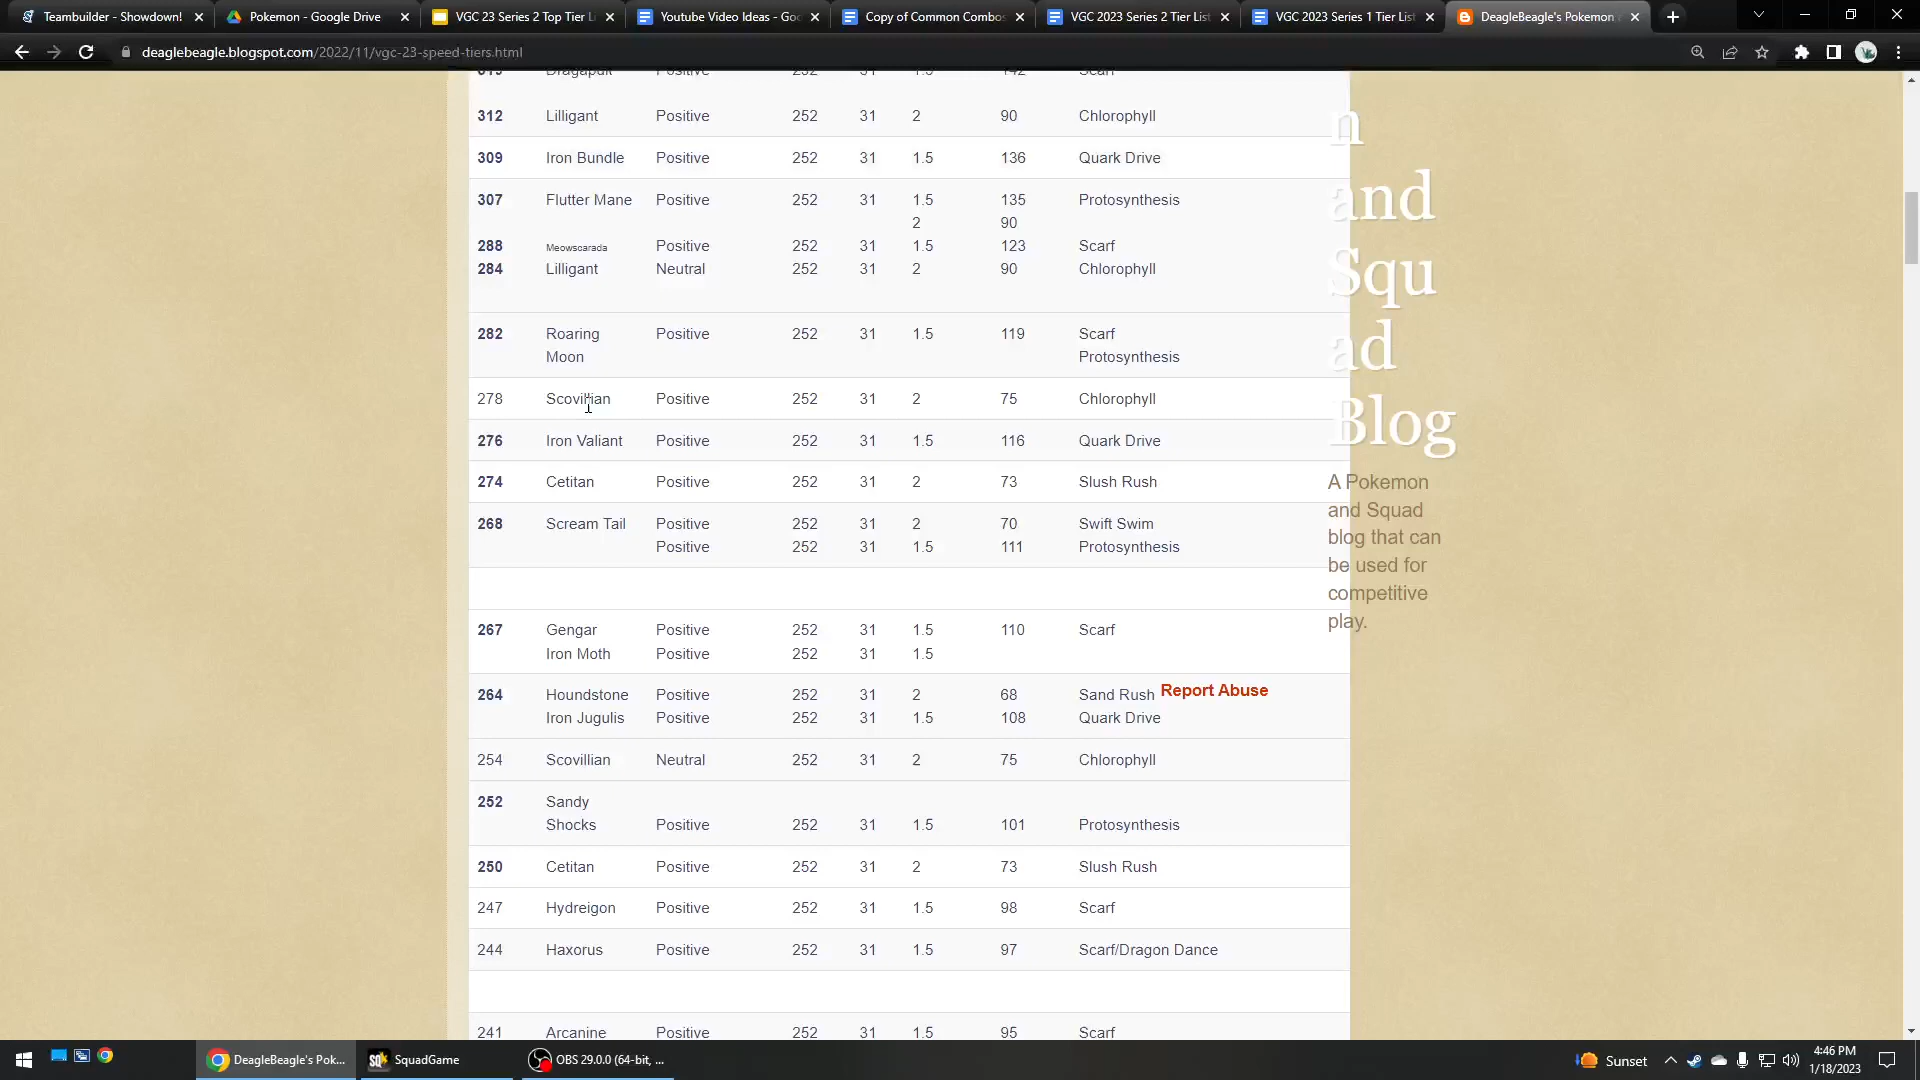 Teambuilder - Showdown!
Pokemon - Google Drive
VGC 23 Series 2 Top Tier L
Youtube Video Ideas - Goo
Copy of Common Combos
VGC 2023 Series 2 Tier List
VGC 2023 Series 1 Tier List
DeagleBeagle's Pokemon
deaglebeagle.blogspot.com/2022/11/vgc-23-speed-tiers.html
319 Dragapult Positive 252 31 1.5 142 Scarf
312 Lilligant Positive 252 31 2 90 Chlorophyll
309 Iron Bundle Positive 252 31 1.5 136 Quark Drive
307 Flutter Mane Positive 252 31 1.5 135 Protosynthesis
2 90
288 Meowscarada Positive 252 31 1.5 123 Scarf
284 Lilligant Neutral 252 31 2 90 Chlorophyll
282 Roaring Positive 252 31 1.5 119 Scarf
Moon Protosynthesis
278 Scovillian Positive 252 31 2 75 Chlorophyll
276 Iron Valiant Positive 252 31 1.5 116 Quark Drive
274 Cetitan Positive 252 31 2 73 Slush Rush
268 Scream Tail Positive 252 31 2 70 Swift Swim
Positive 252 31 1.5 111 Protosynthesis
267 Gengar Positive 252 31 1.5 110 Scarf
Iron Moth Positive 252 31 1.5
264 Houndstone Positive 252 31 2 68 Sand Rush
Iron Jugulis Positive 252 31 1.5 108 Quark Drive
254 Scovillian Neutral 252 31 2 75 Chlorophyll
252 Sandy
Shocks Positive 252 31 1.5 101 Protosynthesis
250 Cetitan Positive 252 31 2 73 Slush Rush
247 Hydreigon Positive 252 31 1.5 98 Scarf
244 Haxorus Positive 252 31 1.5 97 Scarf/Dragon Dance
241 Arcanine Positive 252 31 1.5 95 Scarf
n
and
Squ
ad
Blog
A Pokemon
and Squad
blog that can
be used for
competitive
play.
Report Abuse
DeagleBeagle's Pok...
SquadGame
OBS 29.0.0 (64-bit, ...
Sunset
4:46 PM
1/18/2023